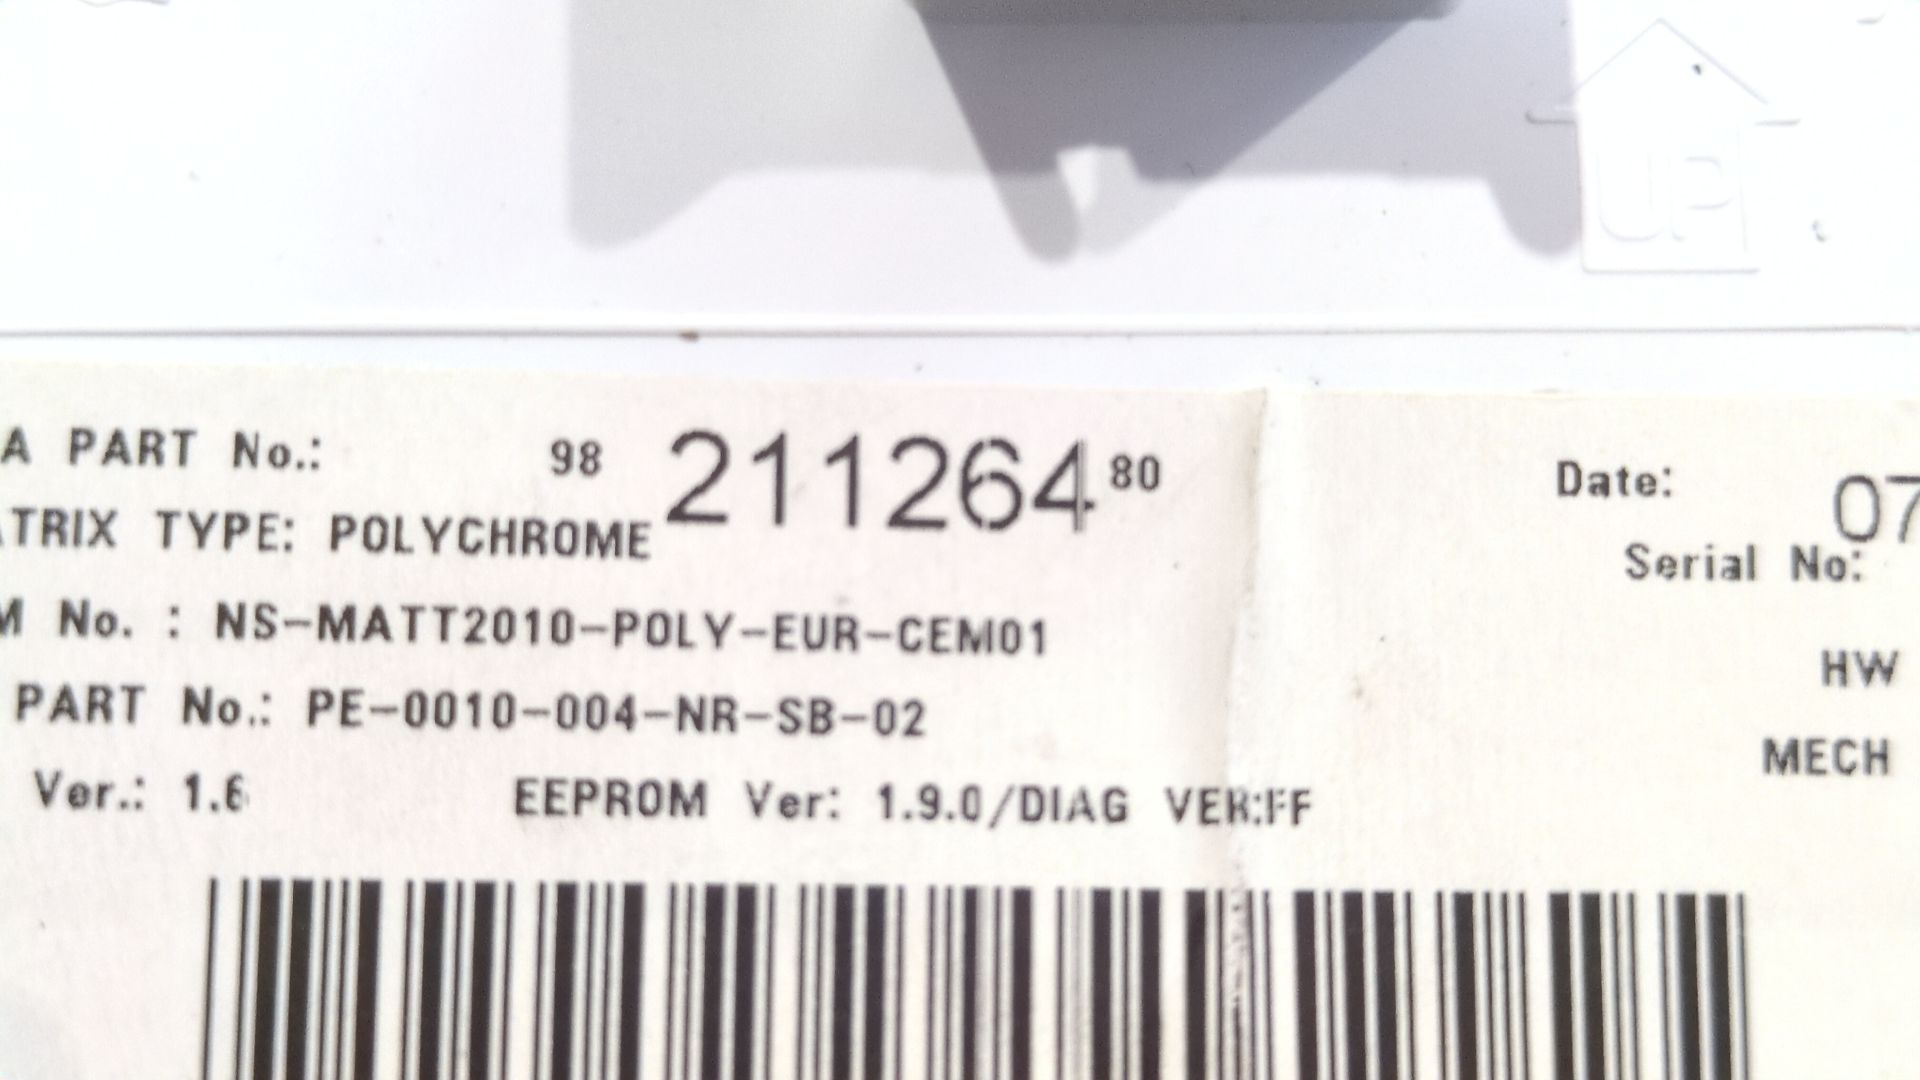 UP
A PART No.: 98 211264 80 Date: 07
TRIX TYPE: POLYCHROME Serial No:
M No. : NS-MATT2010-POLY-EUR-CEM01
HW
PART No.: PE-0010-004-NR-SB-02
MECH
Ver.: 1.6 EEPROM Ver: 1.9.0/DIAG VER:FF